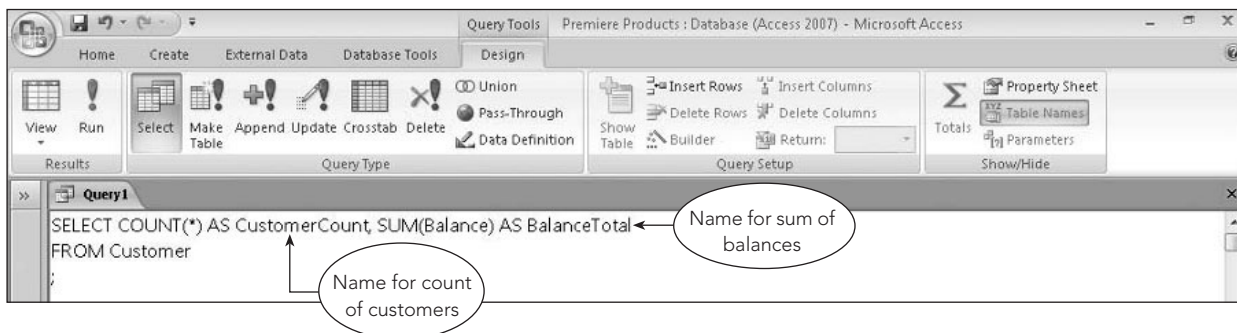 Query Tools Premiere Products : Database (Access 2007) - Microsoft Access
Home Create External Data Database Tools Design
View
Run
Results
Select
Make Table
Append
Update
Crosstab
Delete
Union
Pass-Through
Data Definition
Query Type
Show Table
Insert Rows
Delete Rows
Builder
Insert Columns
Delete Columns
Return:
Query Setup
Σ
Totals
Property Sheet
XYZ
Table Names
Parameters
Show/Hide
» Query1 x
SELECT COUNT(*) AS CustomerCount, SUM(Balance) AS BalanceTotal
FROM Customer
;
Name for sum of
balances
Name for count
of customers